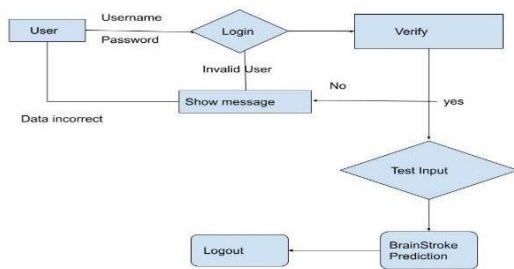 Username
User
Login
Verify
Password
Invalid User
No
Show message
yes
Data incorrect
Test Input
BrainStroke
Prediction
Logout